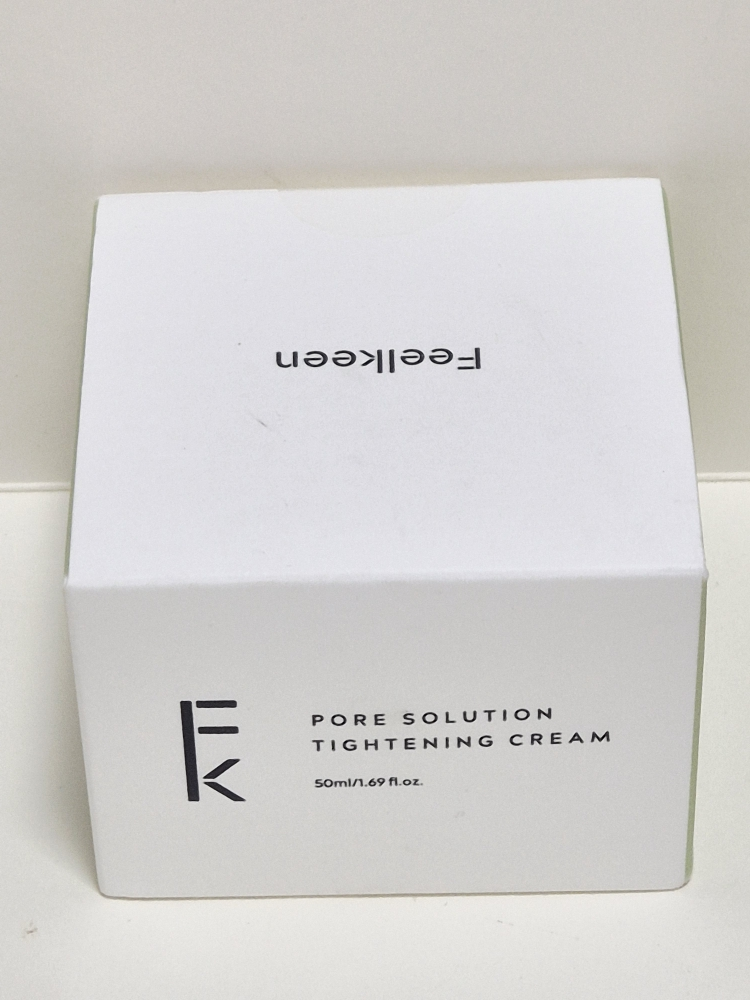 Feelkeen
FK
PORE SOLUTION
TIGHTENING CREAM
50ml/1.69 fl.oz.